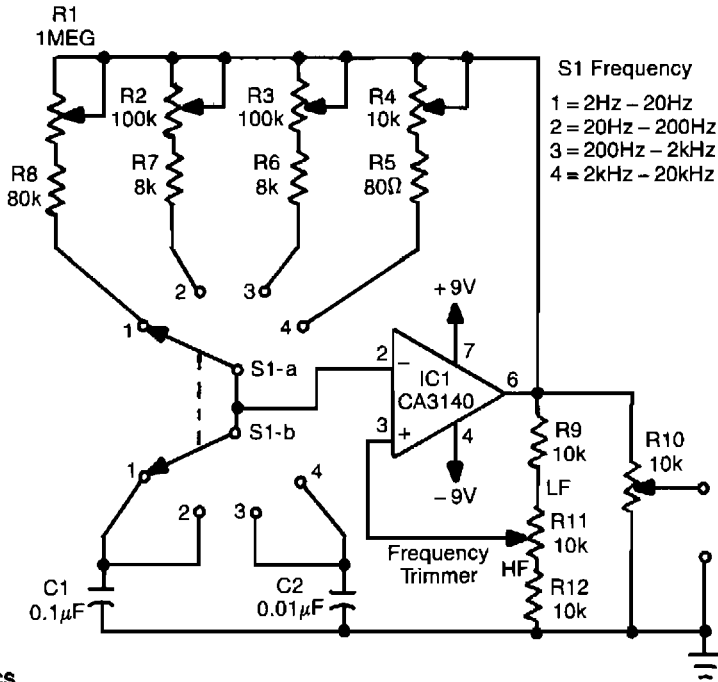 R1
1MEG
R2
100k
R3
100k
R4
10k
S1 Frequency
1 = 2Hz – 20Hz
2 = 20Hz – 200Hz
3 = 200Hz – 2kHz
4 = 2kHz – 20kHz
R8
80k
R7
8k
R6
8k
R5
80Ω
2
3
4
1
S1-a
+9V
7
2
–
IC1
CA3140
6
3
+
4
–9V
S1-b
1
2
3
4
R9
10k
R10
10k
LF
R11
10k
Frequency
Trimmer
HF
R12
10k
C1
0.1μF
C2
0.01μF